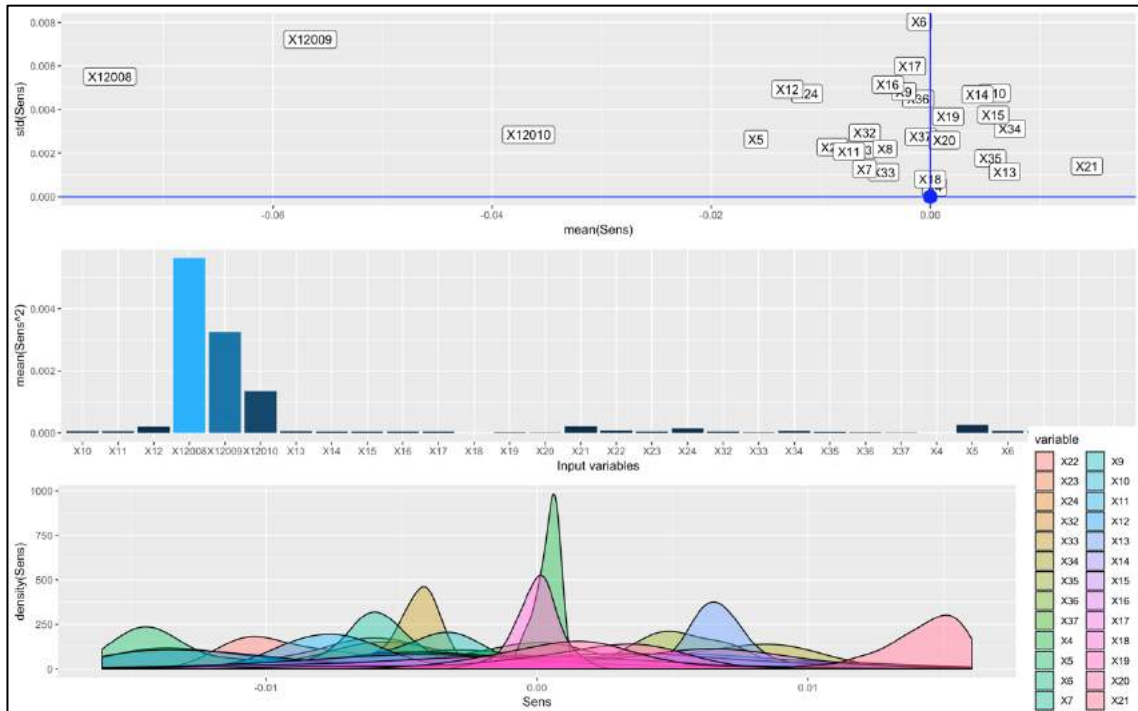 0.008
0.006
0.004
0.002
0.000
std(Sens)
X6
X12009
X17
X12008
X16
X12
X24
X9
X36
X14
X10
X19
X15
X34
X12010
X32
X37
X5
X20
X11
X8
X35
X7
X33
X13
X21
X18
-0.06
-0.04
-0.02
0.00
mean(Sens)
0.004
0.002
0.000
mean(Sens^2)
X10 X11 X12 X12008 X12009 X12010 X13 X14 X15 X16 X17 X18 X19 X20 X21 X22 X23 X24 X32 X33 X34 X35 X36 X37 X4 X5 X6
Input variables
variable
X22 X9
X23 X10
X24 X11
X32 X12
X33 X13
X34 X14
X35 X15
X36 X16
X37 X17
X4 X18
X5 X19
X6 X20
X7 X21
1000
750
500
250
0
density(Sens)
-0.01
0.00
0.01
Sens